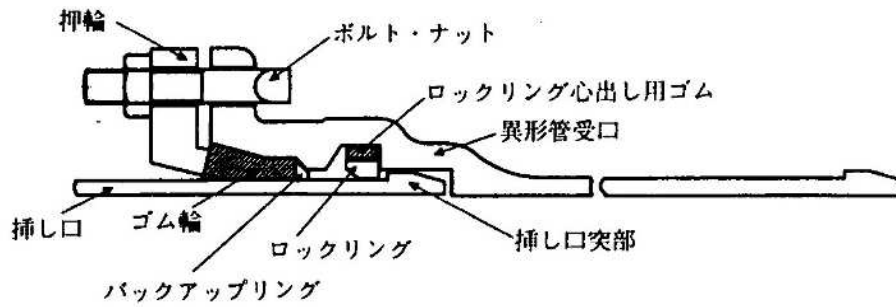 押輪
ボルト・ナット
ロックリング心出し用ゴム
異形管受口
挿し口
ゴム輪
ロックリング
挿し口突部
バックアップリング